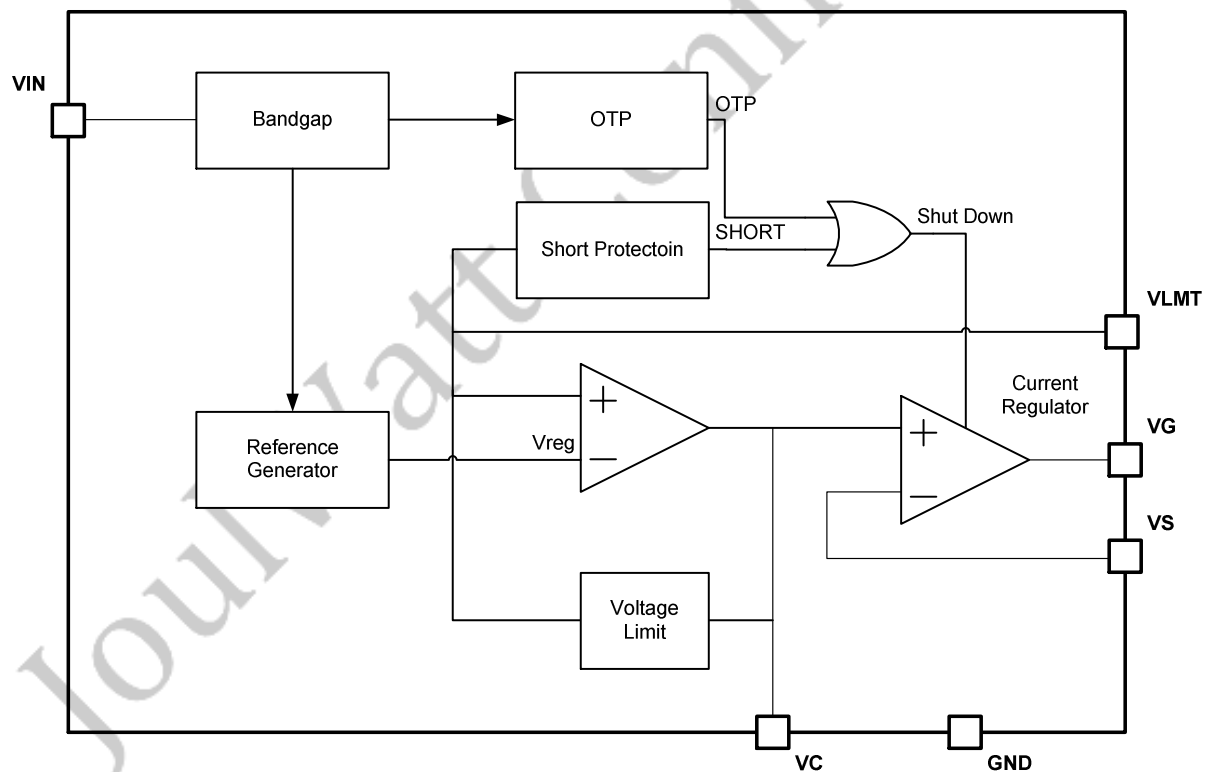 VIN
Bandgap
OTP
OTP
Short Protectoin
SHORT
Shut Down
VLMT
Current
Regulator
VG
Reference
Generator
Vreg
VS
Voltage
Limit
VC
GND